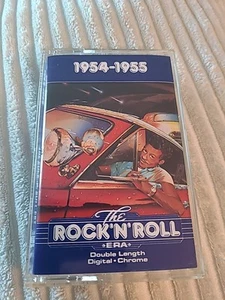 1954-1955
The
ROCK'N'ROLL
•ERA•
Double Length
Digital • Chrome